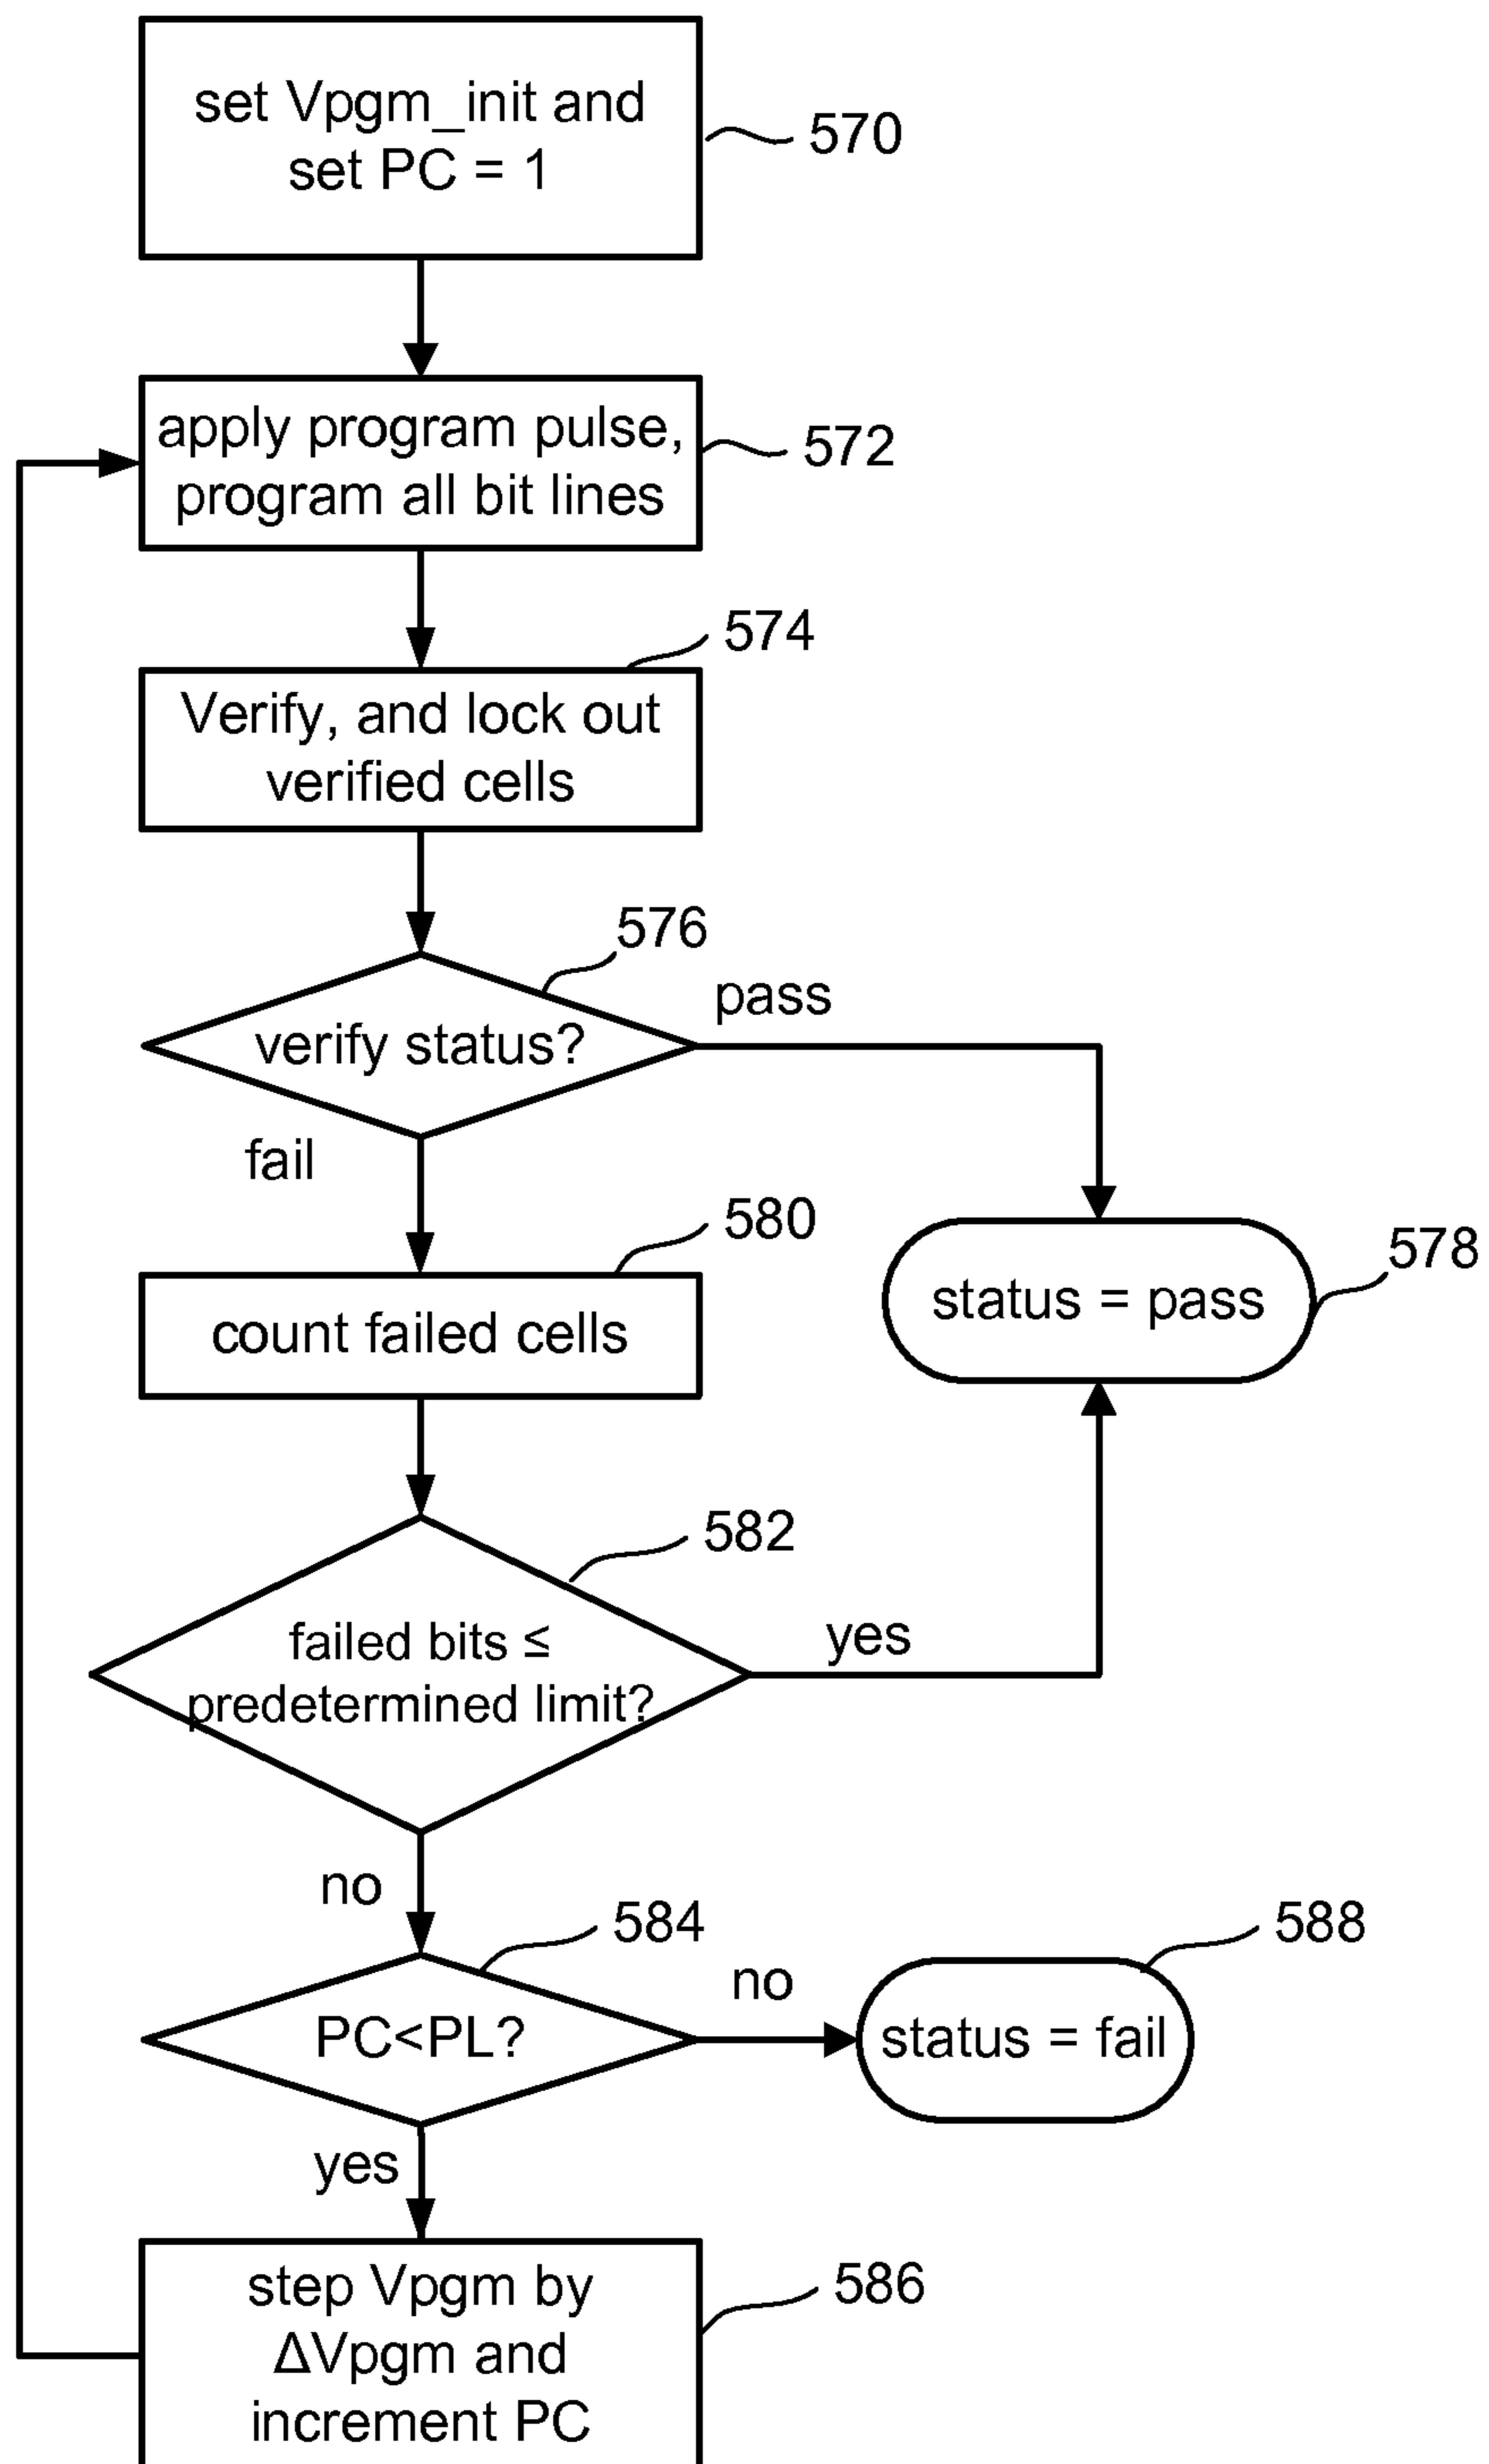 set Vpgm_init and
set PC = 1
570
apply program pulse,
program all bit lines
572
574
Verify, and lock out
verified cells
576
pass
verify status?
fail
580
578
status = pass
count failed cells
582
failed bits ≤
predetermined limit?
yes
no
584
588
no
PC<PL?
status = fail
yes
step Vpgm by
ΔVpgm and
increment PC
586